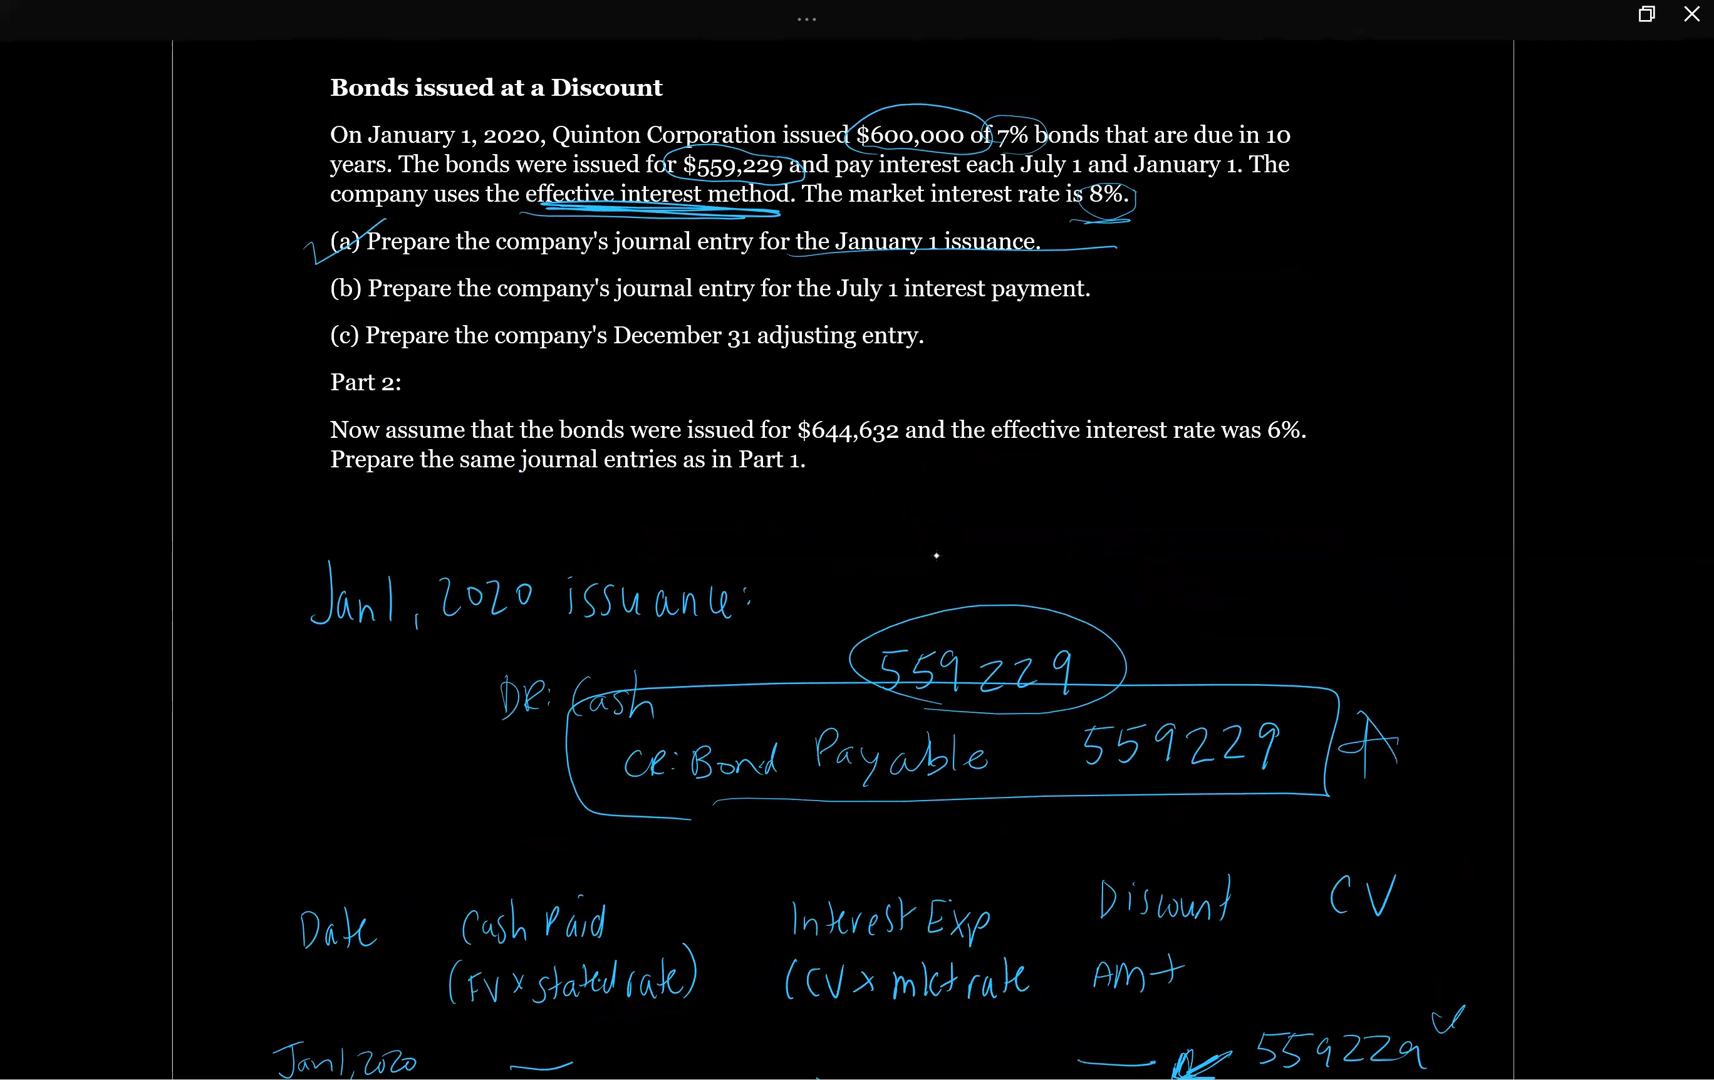 Bonds issued at a Discount
On January 1, 2020, Quinton Corporation issued $600,000 of 7% bonds that are due in 10
years. The bonds were issued for $559,229 and pay interest each July 1 and January 1. The
company uses the effective interest method. The market interest rate is 8%.
(a) Prepare the company's journal entry for the January 1 issuance.
(b) Prepare the company's journal entry for the July 1 interest payment.
(c) Prepare the company's December 31 adjusting entry.
Part 2:
Now assume that the bonds were issued for $644,632 and the effective interest rate was 6%.
Prepare the same journal entries as in Part 1.
Jan 1, 2020 issuance:
DR: Cash 559229
CR: Bond Payable 559229
Date Cash Paid Interest Exp Discount CV
(FV x stated rate) (CV x mkt rate AMt
Jan 1, 2020 — — 559229